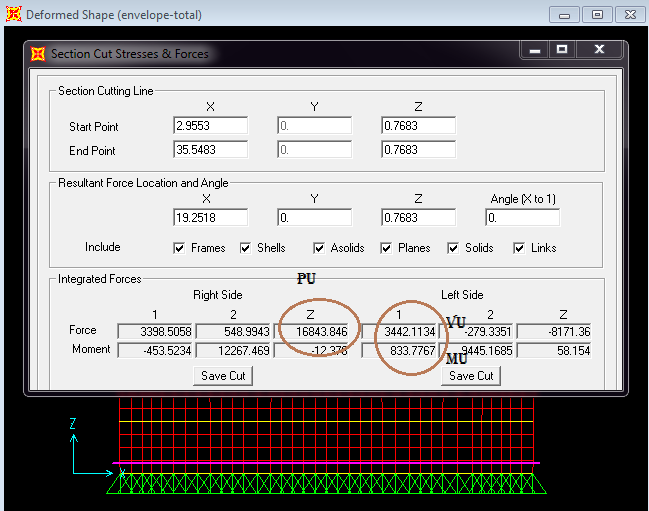 Deformed Shape (envelope-total)
Section Cut Stresses & Forces
Section Cutting Line
X Y Z
Start Point 2.9553 0. 0.7683
End Point 35.5483 0. 0.7683
Resultant Force Location and Angle
X Y Z Angle (X to 1)
19.2518 0. 0.7683 0.
Include Frames Shells Asolids Planes Solids Links
PU
Integrated Forces
Right Side Left Side
1 2 Z 1 2 Z
VU
Force 3398.5058 548.9943 16843.846 3442.1134 -279.3351 -8171.36
Moment -453.5234 12267.469 -12.378 833.7767 9445.1685 58.154
MU
Save Cut Save Cut
Z
X